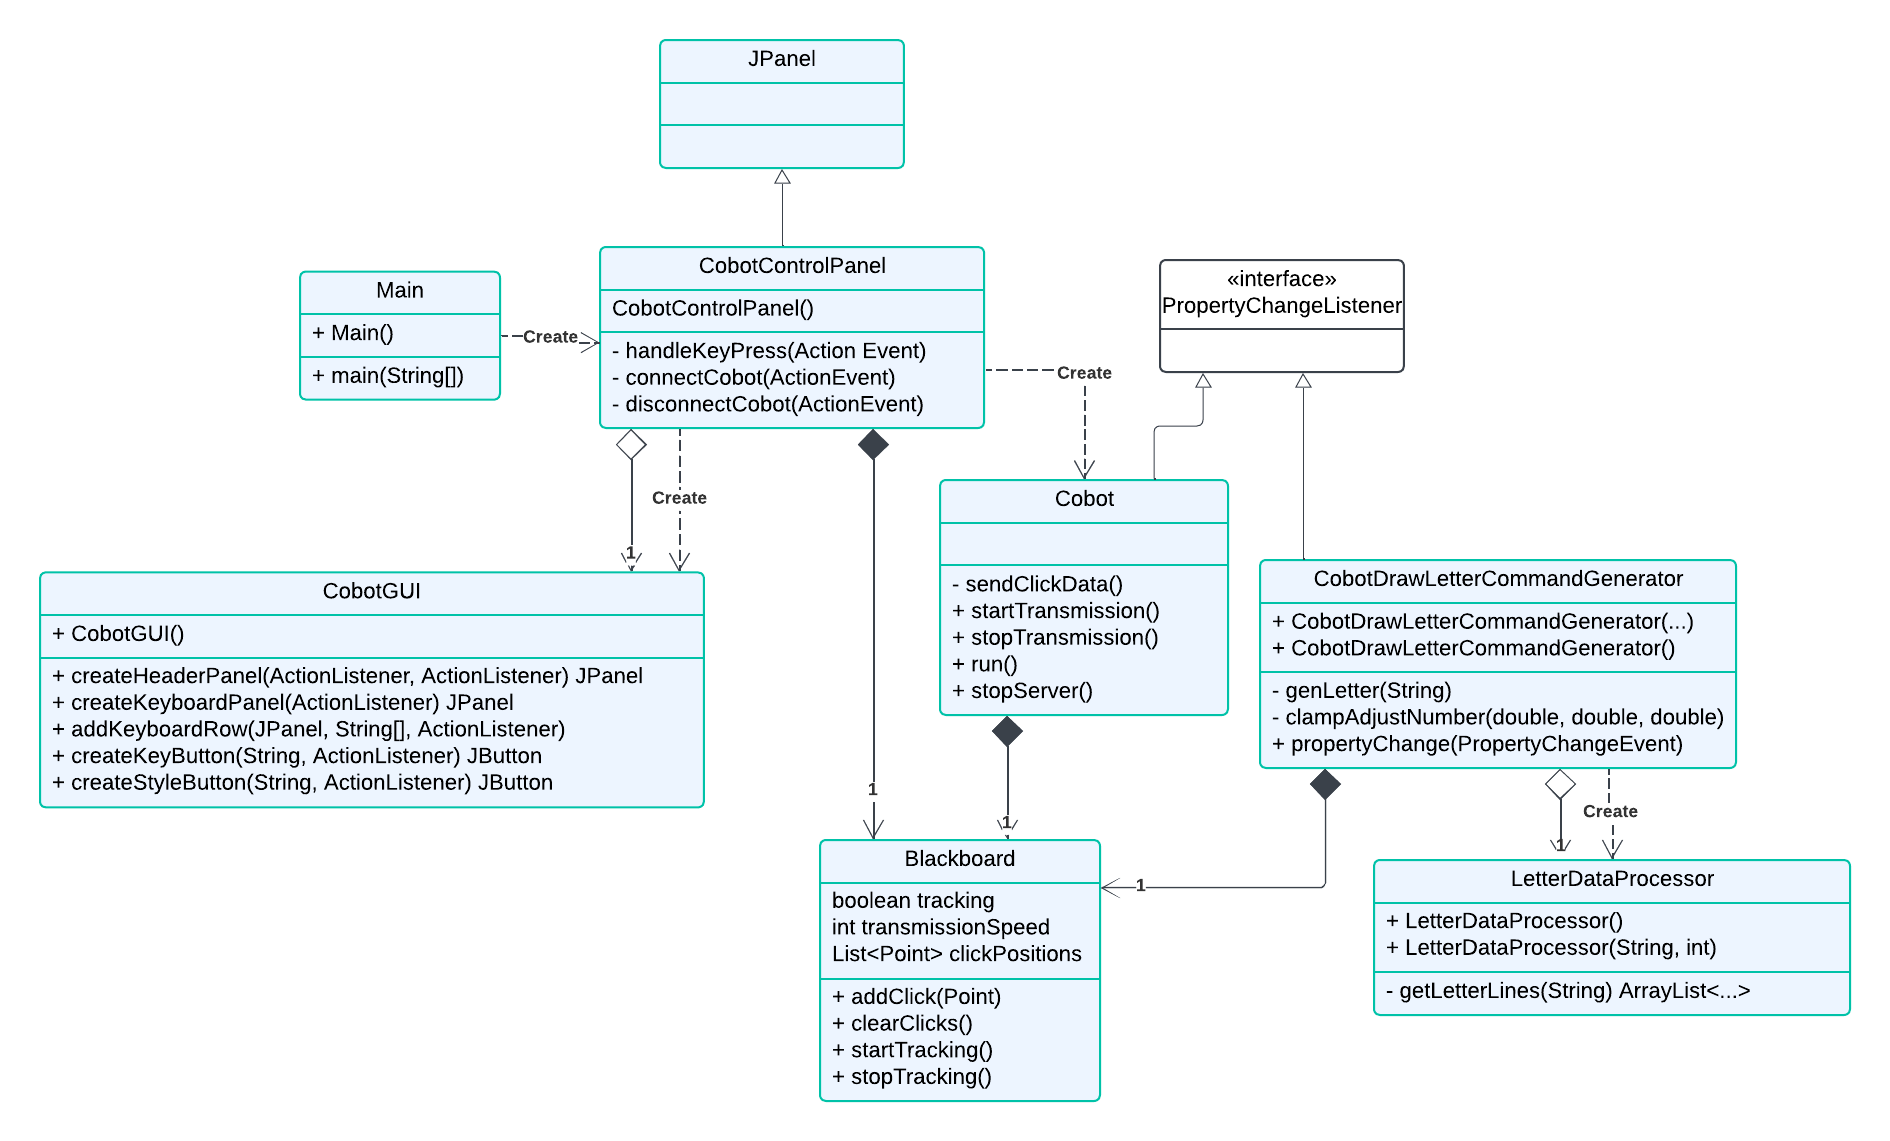 JPanel
Main
+ Main()
+ main(String[])
Create
CobotControlPanel
CobotControlPanel()
- handleKeyPress(Action Event)
- connectCobot(ActionEvent)
- disconnectCobot(ActionEvent)
Create
«interface»
PropertyChangeListener
1
Create
CobotGUI
+ CobotGUI()
+ createHeaderPanel(ActionListener, ActionListener) JPanel
+ createKeyboardPanel(ActionListener) JPanel
+ addKeyboardRow(JPanel, String[], ActionListener)
+ createKeyButton(String, ActionListener) JButton
+ createStyleButton(String, ActionListener) JButton
Cobot
- sendClickData()
+ startTransmission()
+ stopTransmission()
+ run()
+ stopServer()
CobotDrawLetterCommandGenerator
+ CobotDrawLetterCommandGenerator(...)
+ CobotDrawLetterCommandGenerator()
- genLetter(String)
- clampAdjustNumber(double, double, double)
+ propertyChange(PropertyChangeEvent)
1
1
1
1
Create
Blackboard
boolean tracking
int transmissionSpeed
List<Point> clickPositions
+ addClick(Point)
+ clearClicks()
+ startTracking()
+ stopTracking()
LetterDataProcessor
+ LetterDataProcessor()
+ LetterDataProcessor(String, int)
- getLetterLines(String) ArrayList<...>